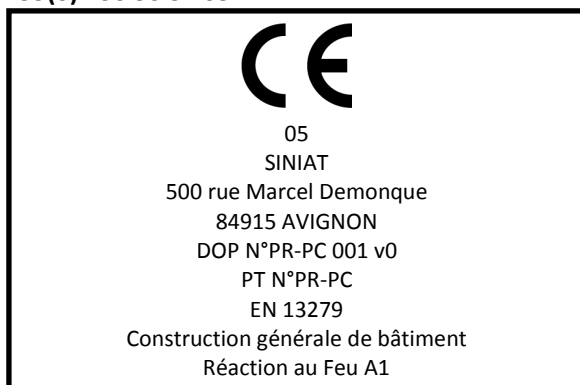 CE
05
SINIAT
500 rue Marcel Demonque
84915 AVIGNON
DOP N°PR-PC 001 v0
PT N°PR-PC
EN 13279
Construction générale de bâtiment
Réaction au Feu A1